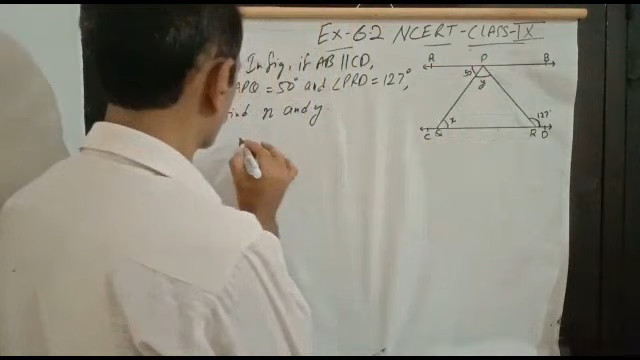 Ex-6.2 NCERT-CLASS-IX
In fig, if AB||CD,
APQ = 50° and ∠PRD = 127°,
find x and y.
A P B
50 y
x 127°
C Q R D